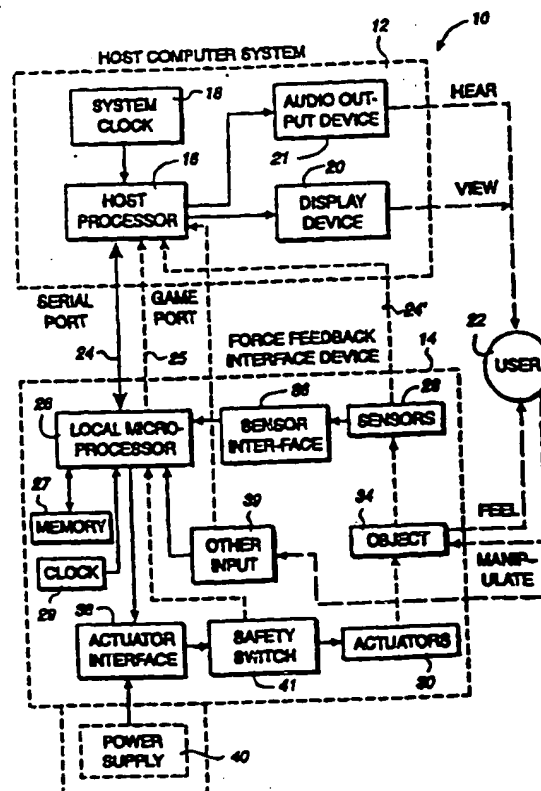 10
HOST COMPUTER SYSTEM
12
SYSTEM
CLOCK
18
AUDIO OUT-
PUT DEVICE
21
HEAR
16
HOST
PROCESSOR
20
DISPLAY
DEVICE
VIEW
SERIAL
PORT
24
GAME
PORT
25
24"
FORCE FEEDBACK
INTERFACE DEVICE
14
22
USER
26
LOCAL MICRO-
PROCESSOR
36
SENSOR
INTER-FACE
28
SENSORS
27
MEMORY
CLOCK
29
39
OTHER
INPUT
34
OBJECT
FEEL
MANIP-
ULATE
38
ACTUATOR
INTERFACE
SAFETY
SWITCH
41
ACTUATORS
30
POWER
SUPPLY
40